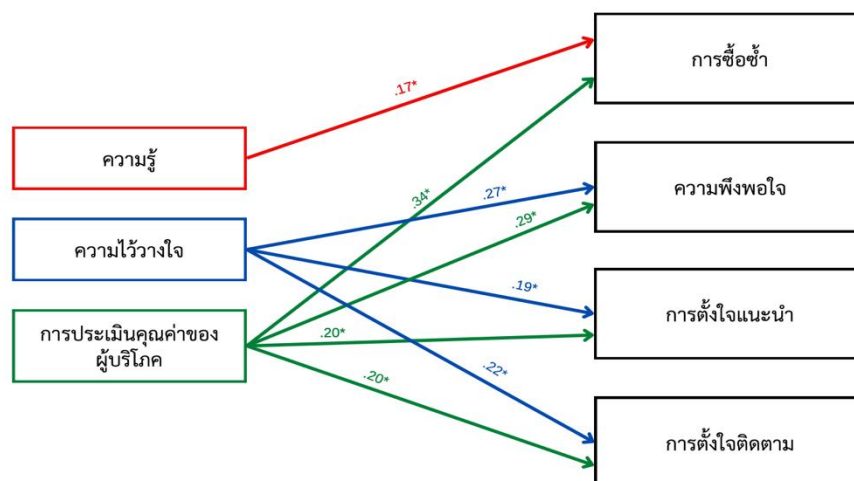 การซื้อซ้ำ
.17*
ความรู้
ความพึงพอใจ
.34*
.27*
.29*
ความไว้วางใจ
.19*
การตั้งใจแนะนำ
การประเมินคุณค่าของ
ผู้บริโภค
.20*
.22*
.20*
การตั้งใจติดตาม